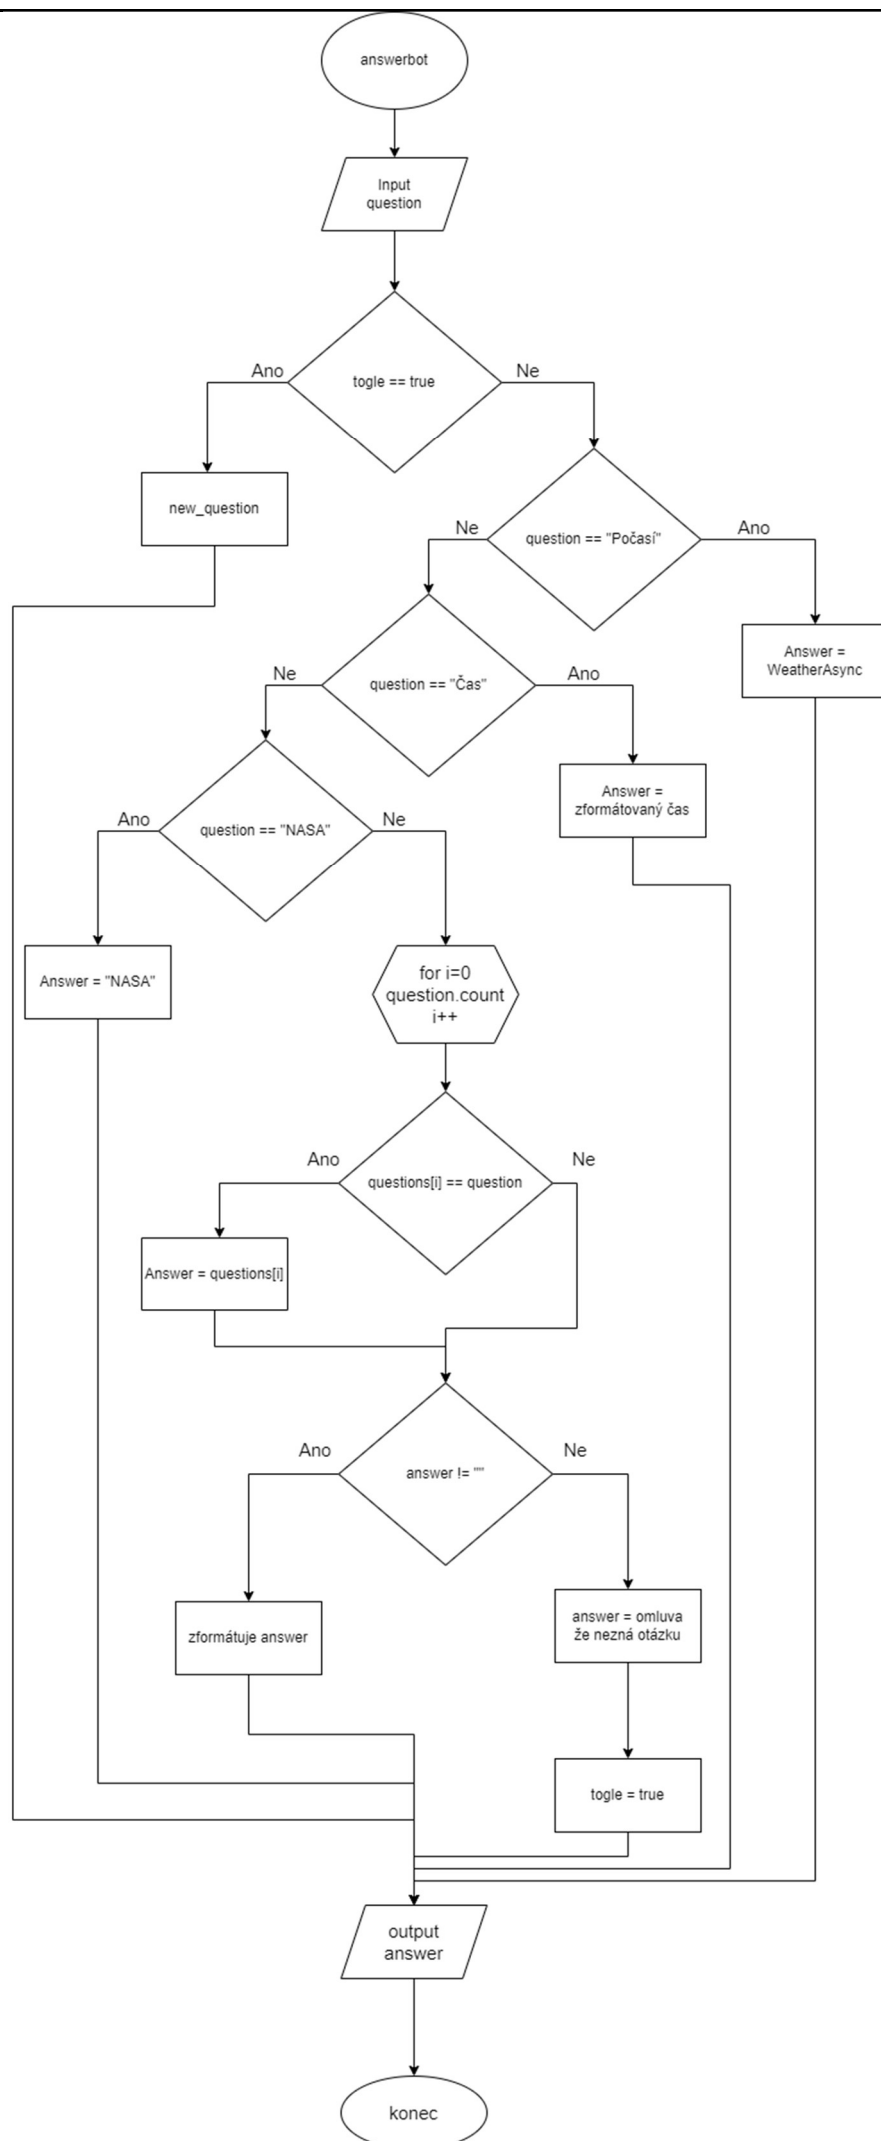 answerbot
Input
question
togle == true
Ano
Ne
new_question
question == "Počasí"
Ne
Ano
Answer =
WeatherAsync
question == "Čas"
Ne
Ano
Answer =
zformátovaný čas
question == "NASA"
Ano
Ne
Answer = "NASA"
for i=0
question.count
i++
questions[i] == question
Ano
Ne
Answer = questions[i]
answer != ""
Ano
Ne
zformátuje answer
answer = omluva
že nezná otázku
togle = true
output
answer
konec